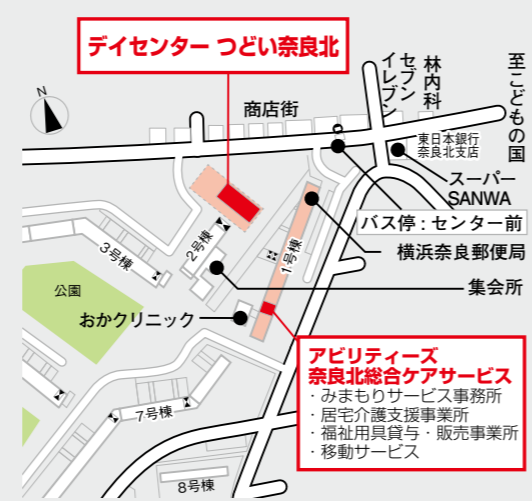 デイセンター つどい奈良北
N
商店街
セブン
イレブン
林内科
至こどもの国
東日本銀行
奈良北支店
スーパー
SANWA
バス停:センター前
横浜奈良郵便局
集会所
1号棟
2号棟
3号棟
公園
おかクリニック
アビリティーズ
奈良北総合ケアサービス
・みまもりサービス事務所
・居宅介護支援事業所
・福祉用具貸与・販売事業所
・移動サービス
7号棟
8号棟